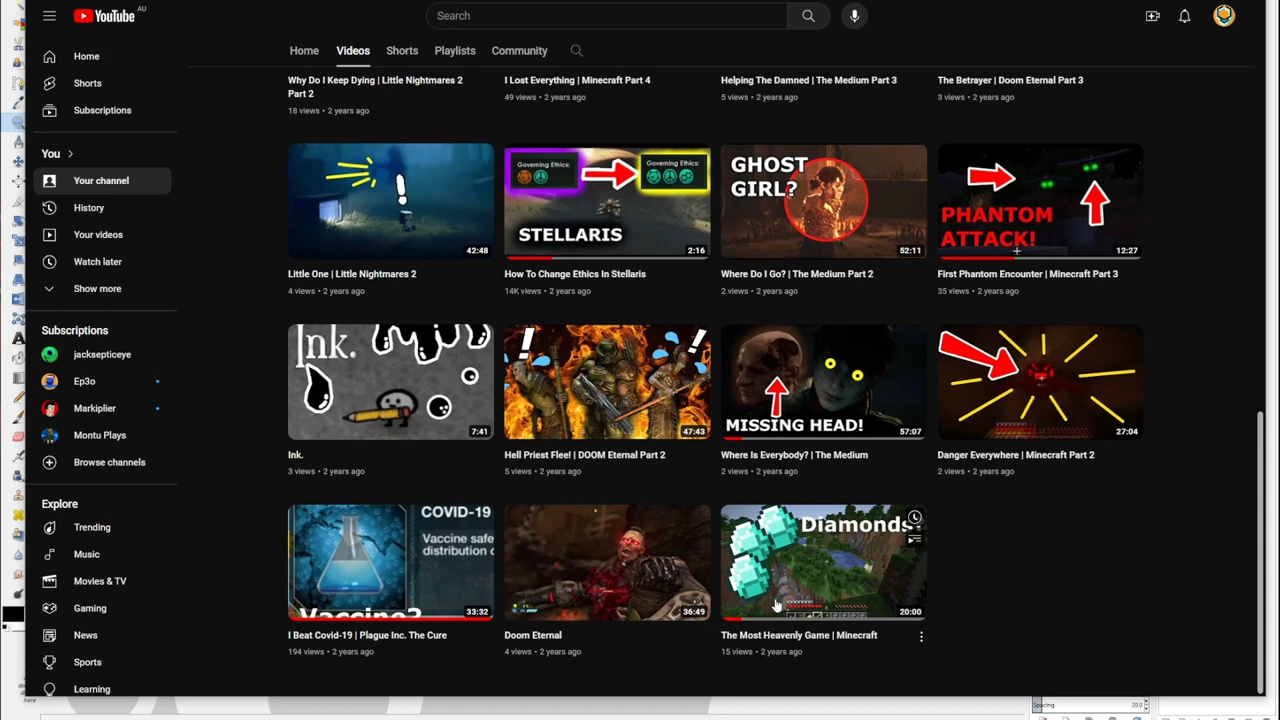 YouTube AU
Search
Home
Shorts
Subscriptions
You
Your channel
History
Your videos
Watch later
Show more
Subscriptions
jacksepticeye
Ep3o
Markiplier
Montu Plays
Browse channels
Explore
Trending
Music
Movies & TV
Gaming
News
Sports
Learning
Home Videos Shorts Playlists Community
Why Do I Keep Dying | Little Nightmares 2
Part 2
18 views • 2 years ago
I Lost Everything | Minecraft Part 4
49 views • 2 years ago
Helping The Damned | The Medium Part 3
5 views • 2 years ago
The Betrayer | Doom Eternal Part 3
3 views • 2 years ago
!
42:48
Little One | Little Nightmares 2
4 views • 2 years ago
Governing Ethics:
Governing Ethics:
STELLARIS
2:16
How To Change Ethics In Stellaris
14K views • 2 years ago
GHOST
GIRL?
52:11
Where Do I Go? | The Medium Part 2
2 views • 2 years ago
PHANTOM
ATTACK!
12:27
First Phantom Encounter | Minecraft Part 3
35 views • 2 years ago
Ink.
7:41
Ink.
3 views • 2 years ago
! !
47:43
Hell Priest Flee! | DOOM Eternal Part 2
5 views • 2 years ago
MISSING HEAD!
57:07
Where Is Everybody? | The Medium
2 views • 2 years ago
27:04
Danger Everywhere | Minecraft Part 2
2 views • 2 years ago
COVID-19
Vaccine safe
distribution
Vaccine?
33:32
I Beat Covid-19 | Plague Inc. The Cure
194 views • 2 years ago
36:49
Doom Eternal
4 views • 2 years ago
Diamonds
20:00
The Most Heavenly Game | Minecraft
15 views • 2 years ago
here
Spacing 20.0